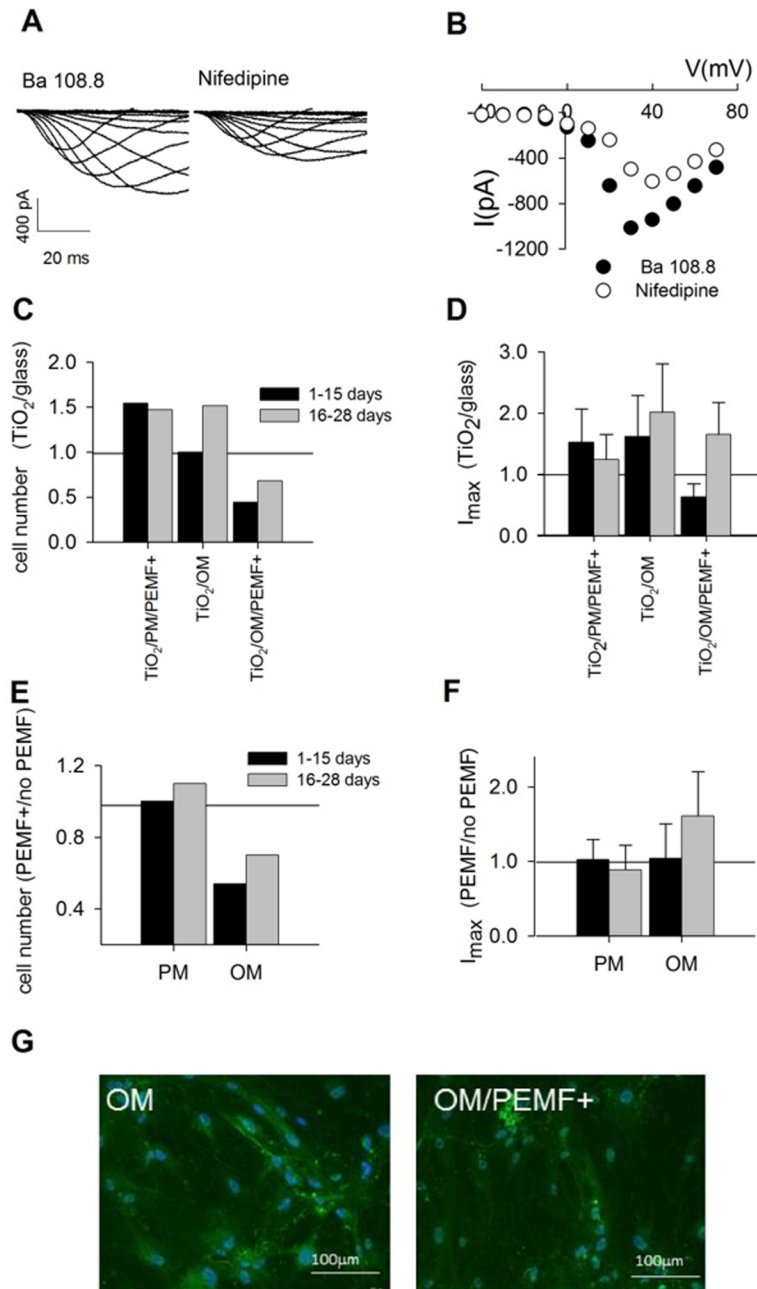 A
Ba 108.8
Nifedipine
400 pA
20 ms
B
V(mV)
-40
0
40
80
-400
-800
-1200
I(pA)
Ba 108.8
Nifedipine
C
cell number (TiO2/glass)
2.0
1.5
1.0
0.5
0.0
1-15 days
16-28 days
TiO2/PM/PEMF+
TiO2/OM
TiO2/OM/PEMF+
D
Imax (TiO2/glass)
3.0
2.0
1.0
0.0
TiO2/PM/PEMF+
TiO2/OM
TiO2/OM/PEMF+
E
cell number (PEMF+/no PEMF)
1.2
0.8
0.4
1-15 days
16-28 days
PM
OM
F
Imax (PEMF/no PEMF)
2.0
1.0
0.0
PM
OM
G
OM
100µm
OM/PEMF+
100µm